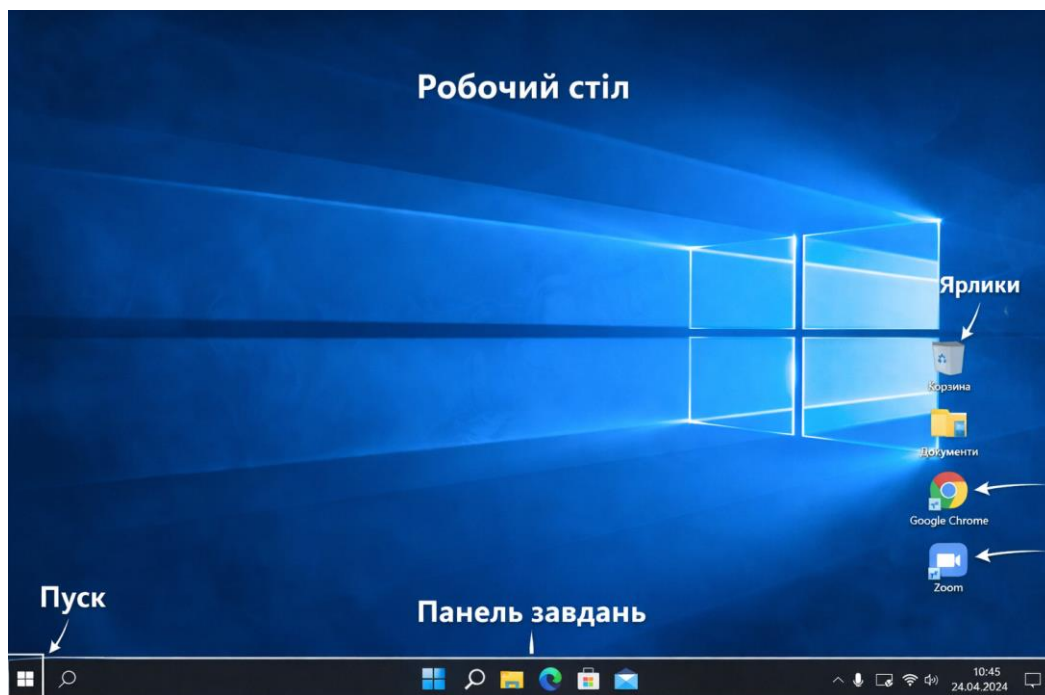 Робочий стіл
Ярлики
Корзина
Документи
Google Chrome
Zoom
Пуск
Панель завдань
10:45
24.04.2024